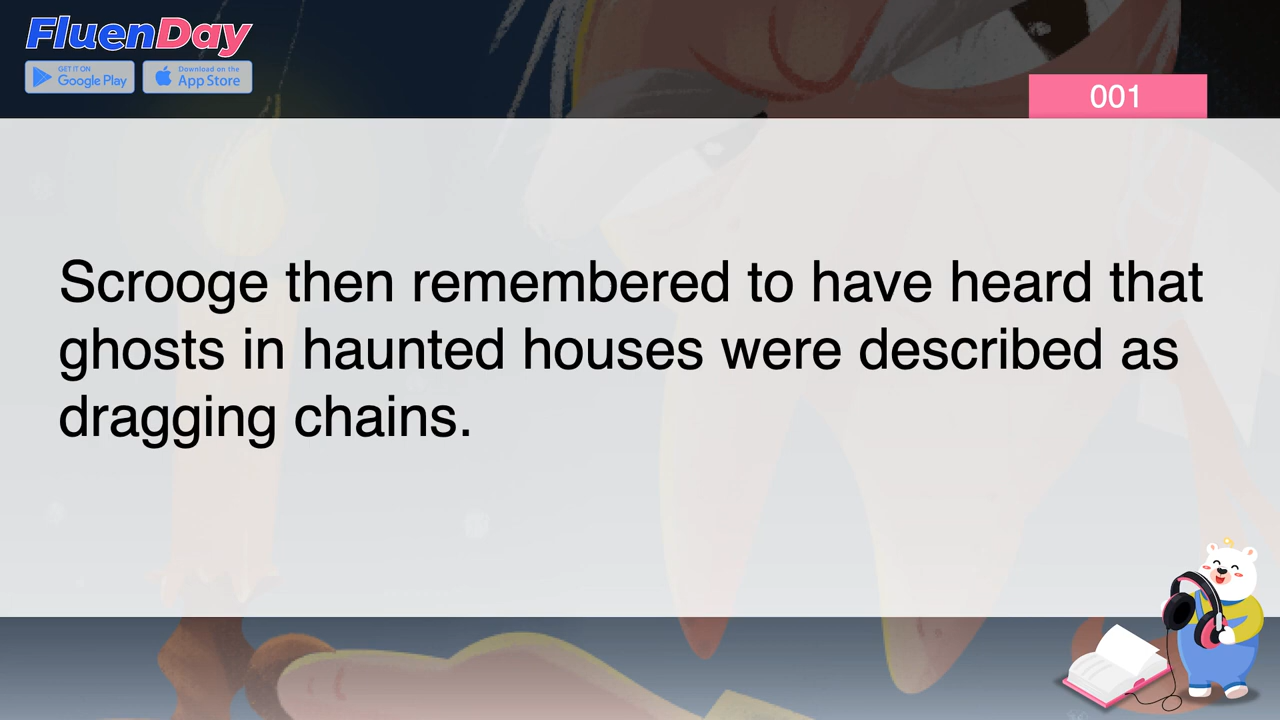 FluenDay
GET IT ON
Google Play
Download on the
App Store
001
Scrooge then remembered to have heard that
ghosts in haunted houses were described as
dragging chains.